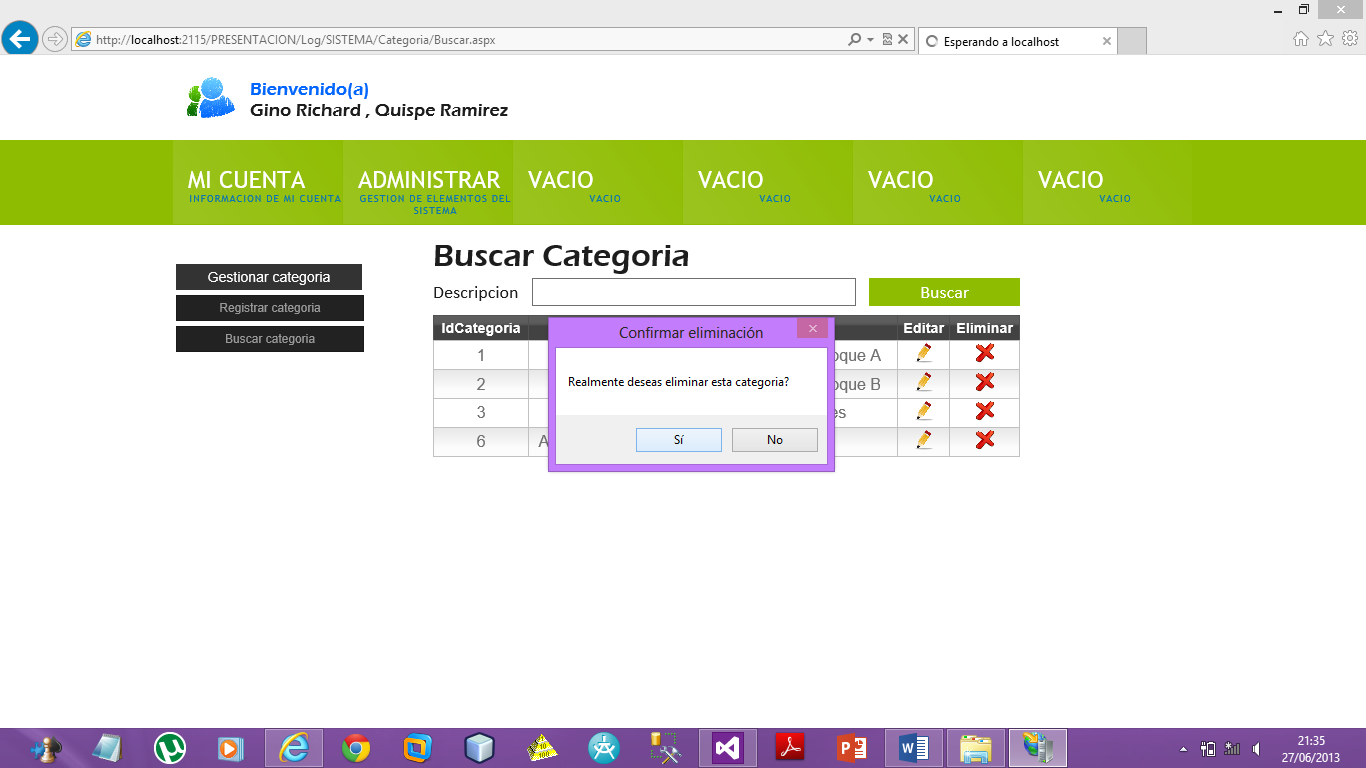 http://localhost:2115/PRESENTACION/Log/SISTEMA/Categoria/Buscar.aspx
Esperando a localhost
Bienvenido(a)
Gino Richard , Quispe Ramirez
MI CUENTA
INFORMACION DE MI CUENTA
ADMINISTRAR
GESTION DE ELEMENTOS DEL
SISTEMA
VACIO
VACIO
VACIO
VACIO
VACIO
VACIO
VACIO
VACIO
Gestionar categoria
Registrar categoria
Buscar categoria
Buscar Categoria
Descripcion
Buscar
IdCategoria Editar Eliminar
1 oque A
2 oque B
3 es
6 A
Confirmar eliminación
Realmente deseas eliminar esta categoria?
Sí No
21:35
27/06/2013